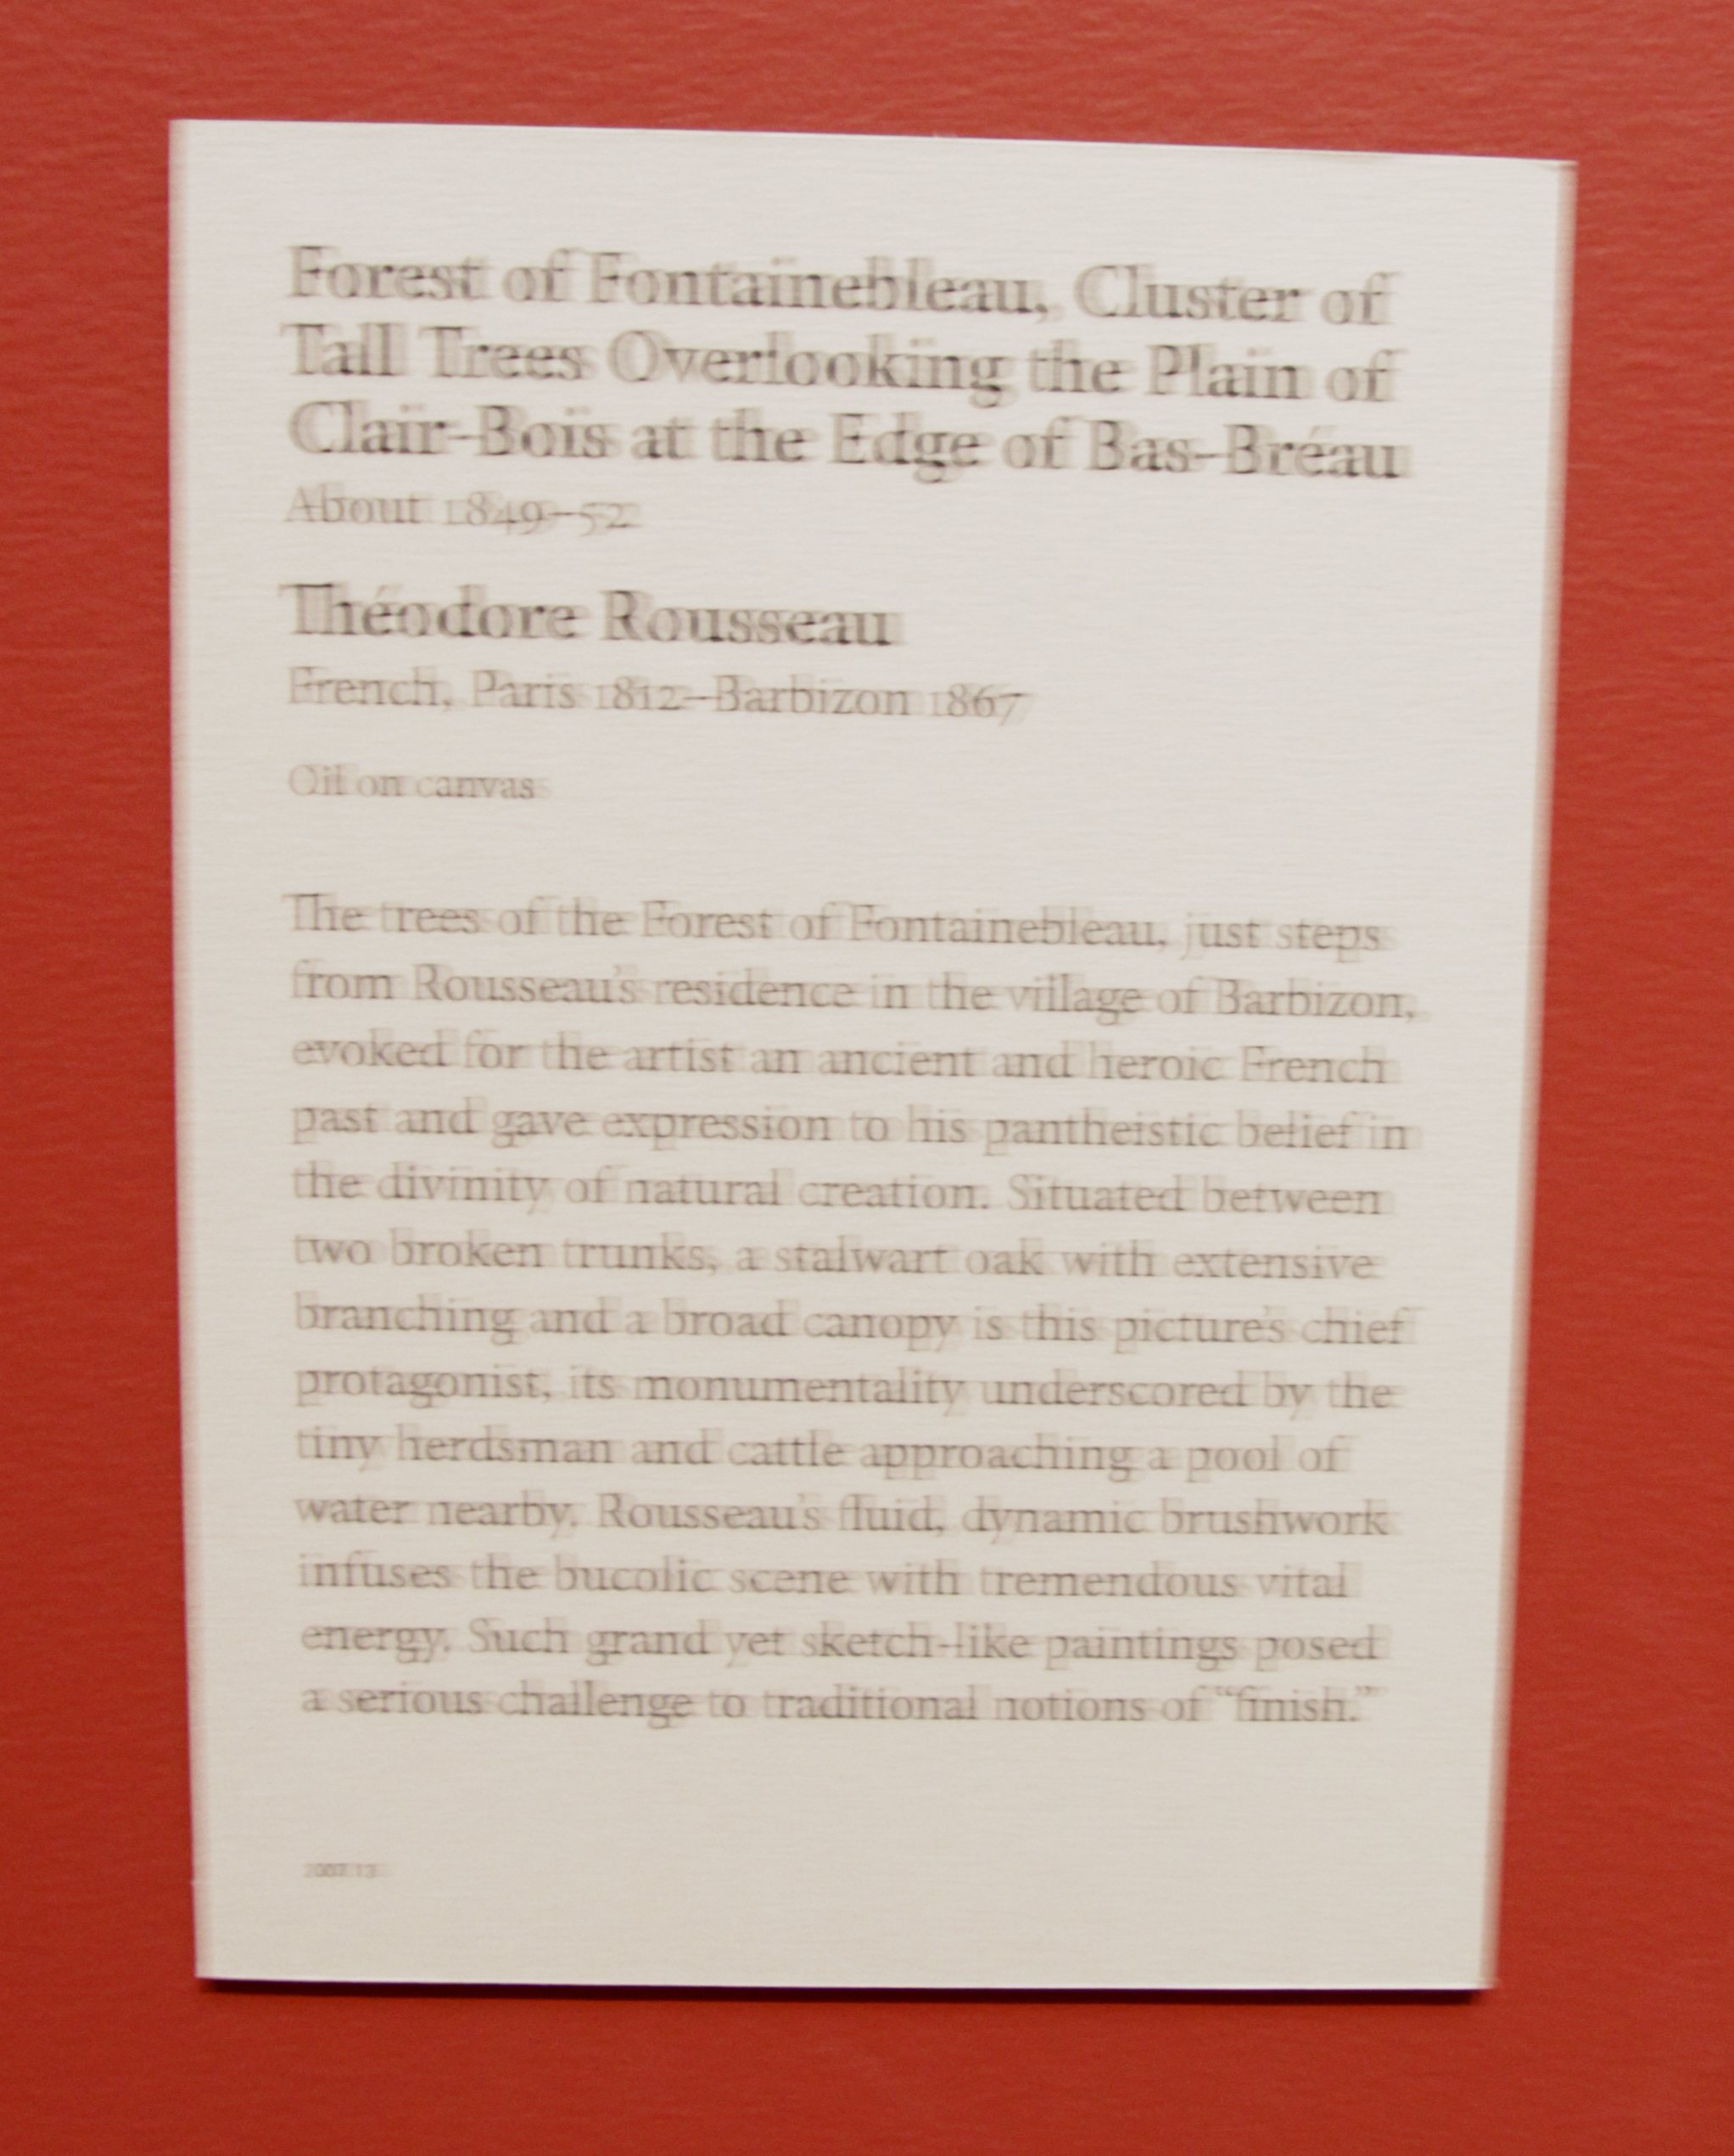 Forest of Fontainebleau, Cluster of
Tall Trees Overlooking the Plain of
Clair-Bois at the Edge of Bas-Bréau
About 1849–52
Théodore Rousseau
French, Paris 1812–Barbizon 1867
Oil on canvas
The trees of the Forest of Fontainebleau, just steps
from Rousseau’s residence in the village of Barbizon,
evoked for the artist an ancient and heroic French
past and gave expression to his pantheistic belief in
the divinity of natural creation. Situated between
two broken trunks, a stalwart oak with extensive
branching and a broad canopy is this picture’s chief
protagonist, its monumentality underscored by the
tiny herdsman and cattle approaching a pool of
water nearby. Rousseau’s fluid, dynamic brushwork
infuses the bucolic scene with tremendous vital
energy. Such grand yet sketch-like paintings posed
a serious challenge to traditional notions of “finish.”
2007.13